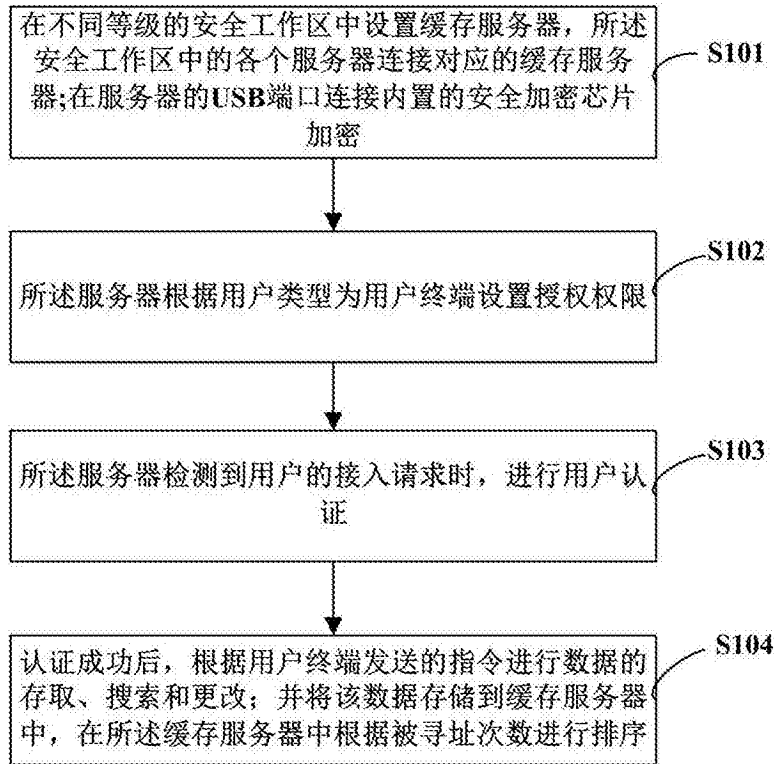 在不同等级的安全工作区中设置缓存服务器，所述
安全工作区中的各个服务器连接对应的缓存服务
器;在服务器的USB端口连接内置的安全加密芯片
加密
S101
所述服务器根据用户类型为用户终端设置授权权限
S102
所述服务器检测到用户的接入请求时，进行用户认
证
S103
认证成功后，根据用户终端发送的指令进行数据的
存取、搜索和更改；并将该数据存储到缓存服务器
中，在所述缓存服务器中根据被寻址次数进行排序
S104